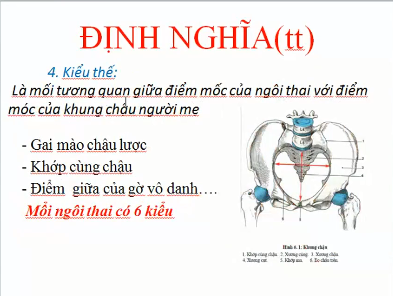 ĐỊNH NGHĨA(tt)
4. Kiểu thế:
Là mối tương quan giữa điểm mốc của ngôi thai với điểm
móc của khung chậu người mẹ
- Gai mào chậu lược
- Khớp cùng chậu
- Điểm giữa của gờ vô danh….
Mỗi ngôi thai có 6 kiểu
Hình 6. 1: Khung chậu
1. Khớp cùng chậu. 2. Xương cùng 3. Xương chậu
4. Xương cụt 5. Khớp mu 6. Eo chậu trên.